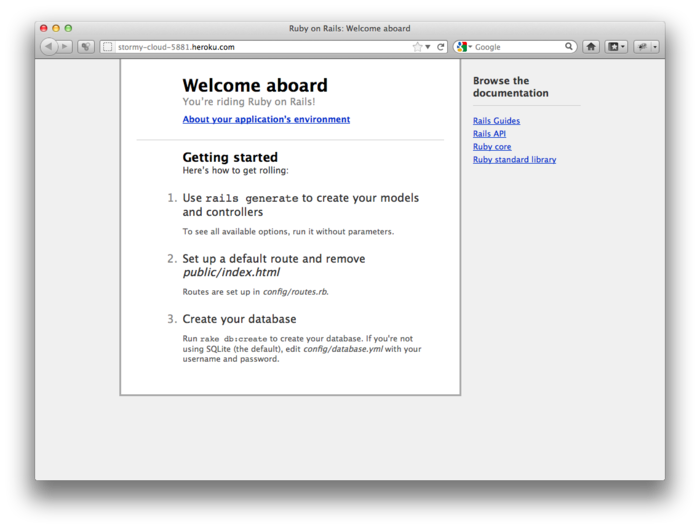 Ruby on Rails: Welcome aboard
stormy-cloud-5881.heroku.com
Google
Welcome aboard
You're riding Ruby on Rails!
About your application's environment
Getting started
Here's how to get rolling:
1. Use rails generate to create your models
and controllers
To see all available options, run it without parameters.
2. Set up a default route and remove
public/index.html
Routes are set up in config/routes.rb.
3. Create your database
Run rake db:create to create your database. If you're not
using SQLite (the default), edit config/database.yml with your
username and password.
Browse the
documentation
Rails Guides
Rails API
Ruby core
Ruby standard library